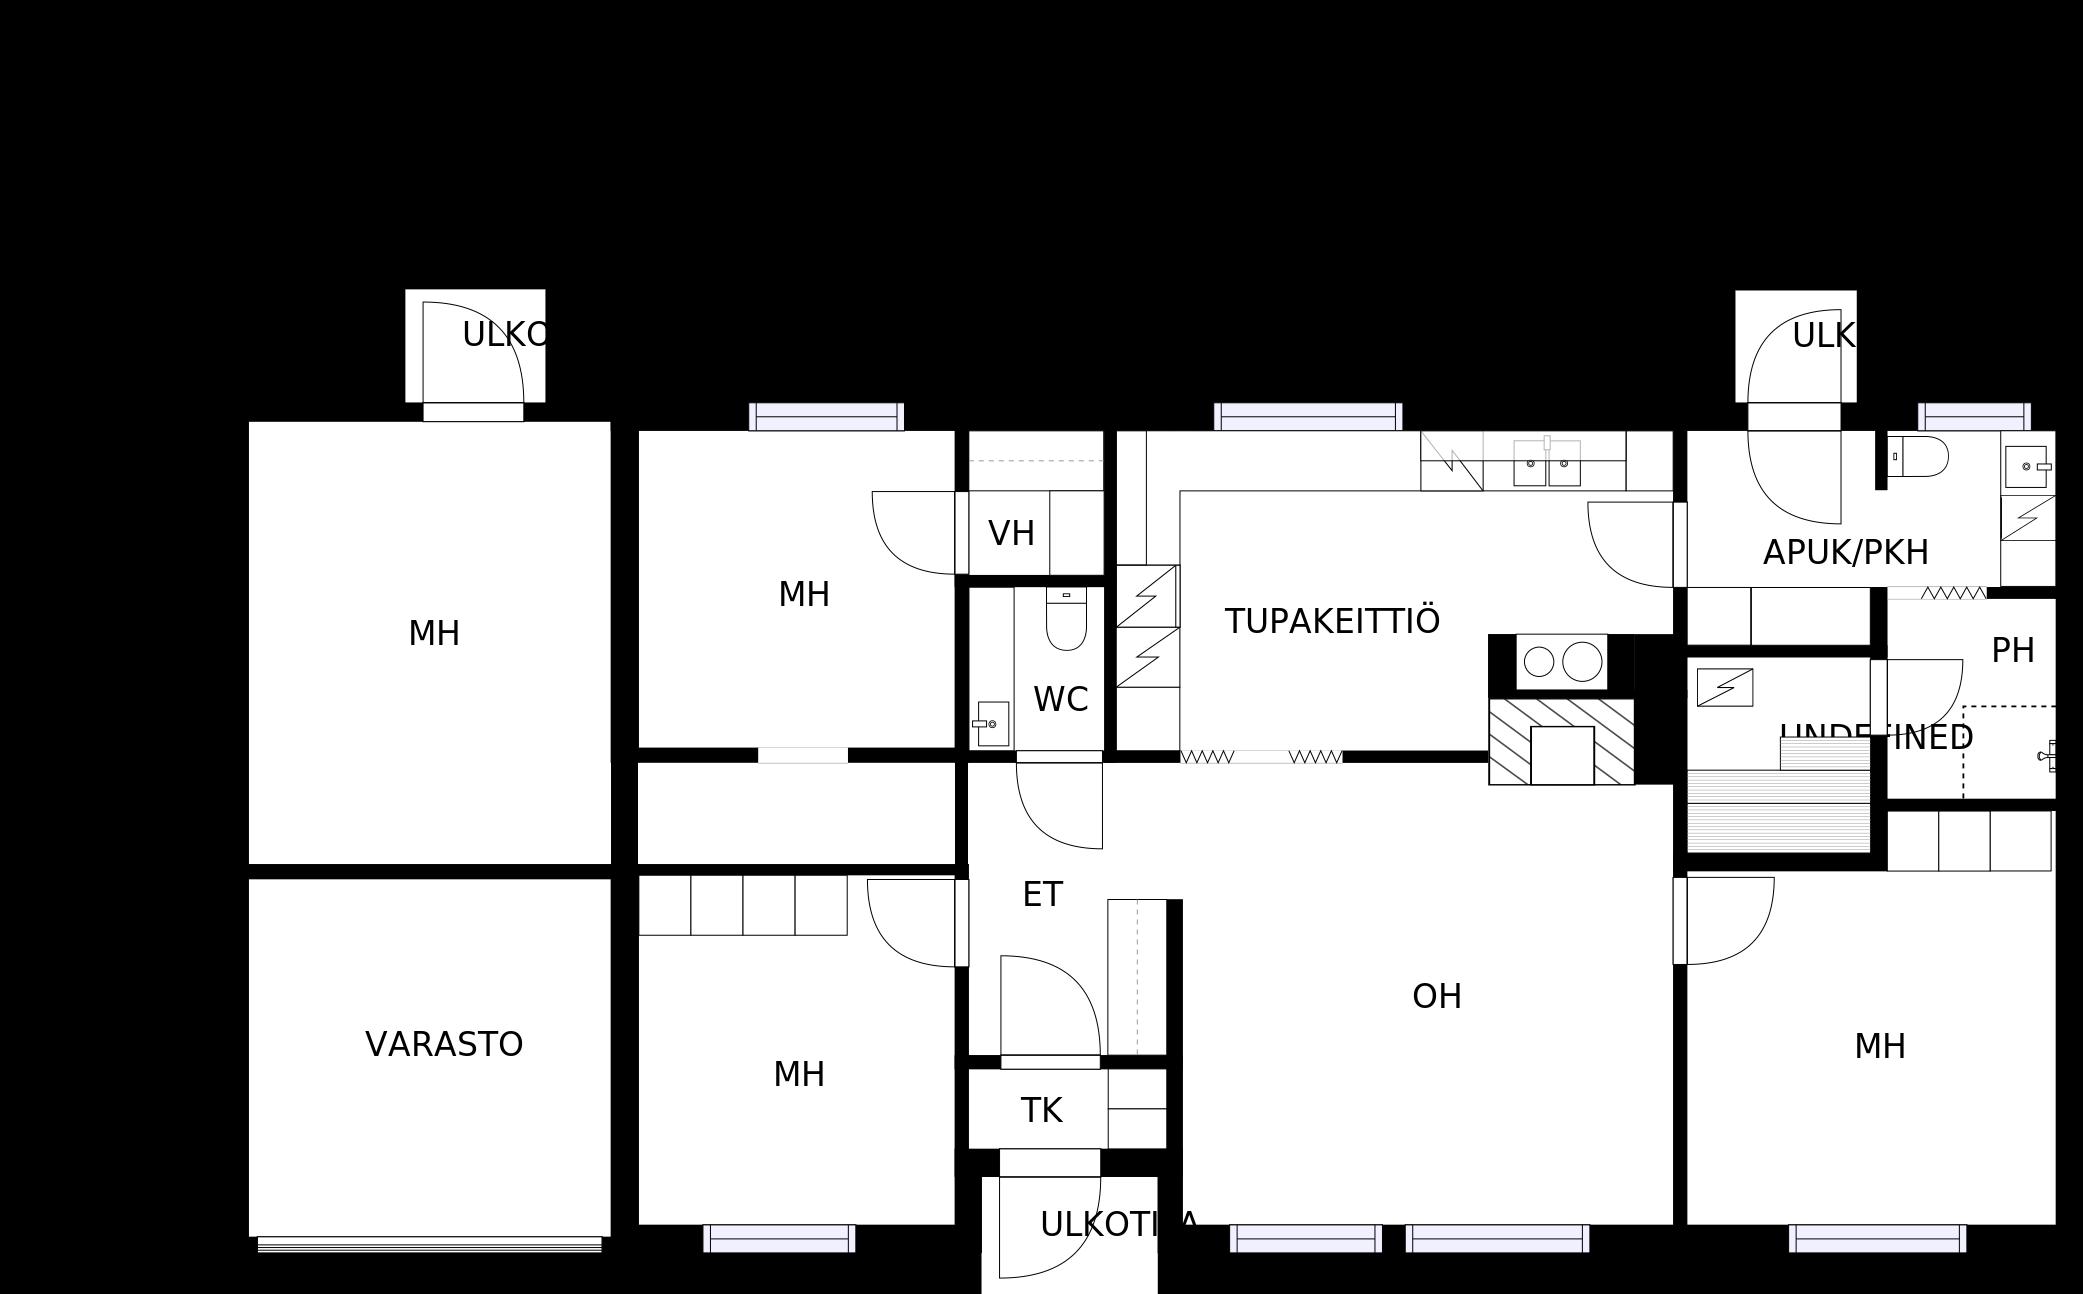 ULKO
ULK
VH
APUK/PKH
MH
TUPAKEITTIÖ
MH
PH
WC
UNDEFINED
ET
OH
VARASTO
MH
MH
TK
ULKOTILA